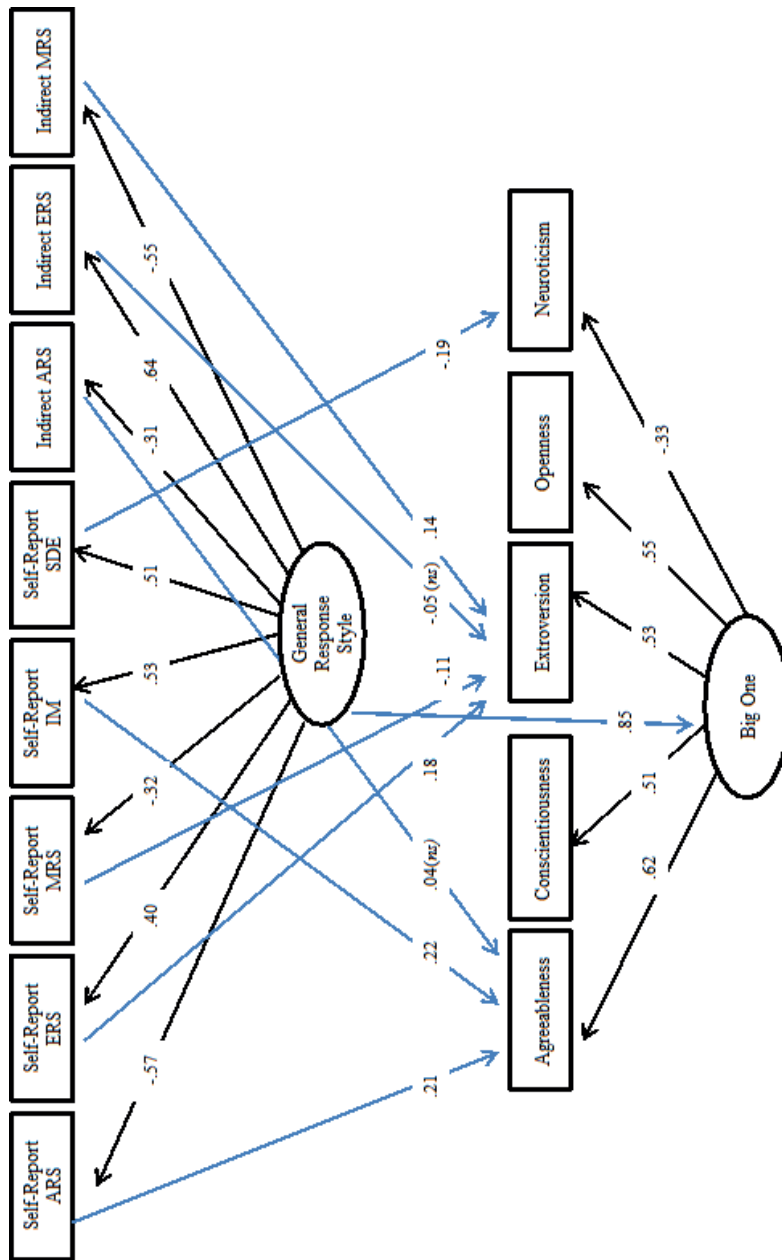 Self-Report
ARS
Self-Report
ERS
Self-Report
MRS
Self-Report
IM
Self-Report
SDE
Indirect ARS
Indirect ERS
Indirect MRS
-.57
.40
-.32
.53
.51
-.31
.64
-.55
General
Response
Style
.21
.22
.04(ns)
.18
-.11
-.05 (ns)
.14
-.19
.85
Agreeableness
Conscientiousness
Extroversion
Openness
Neuroticism
.62
.51
.53
.55
-.33
Big One